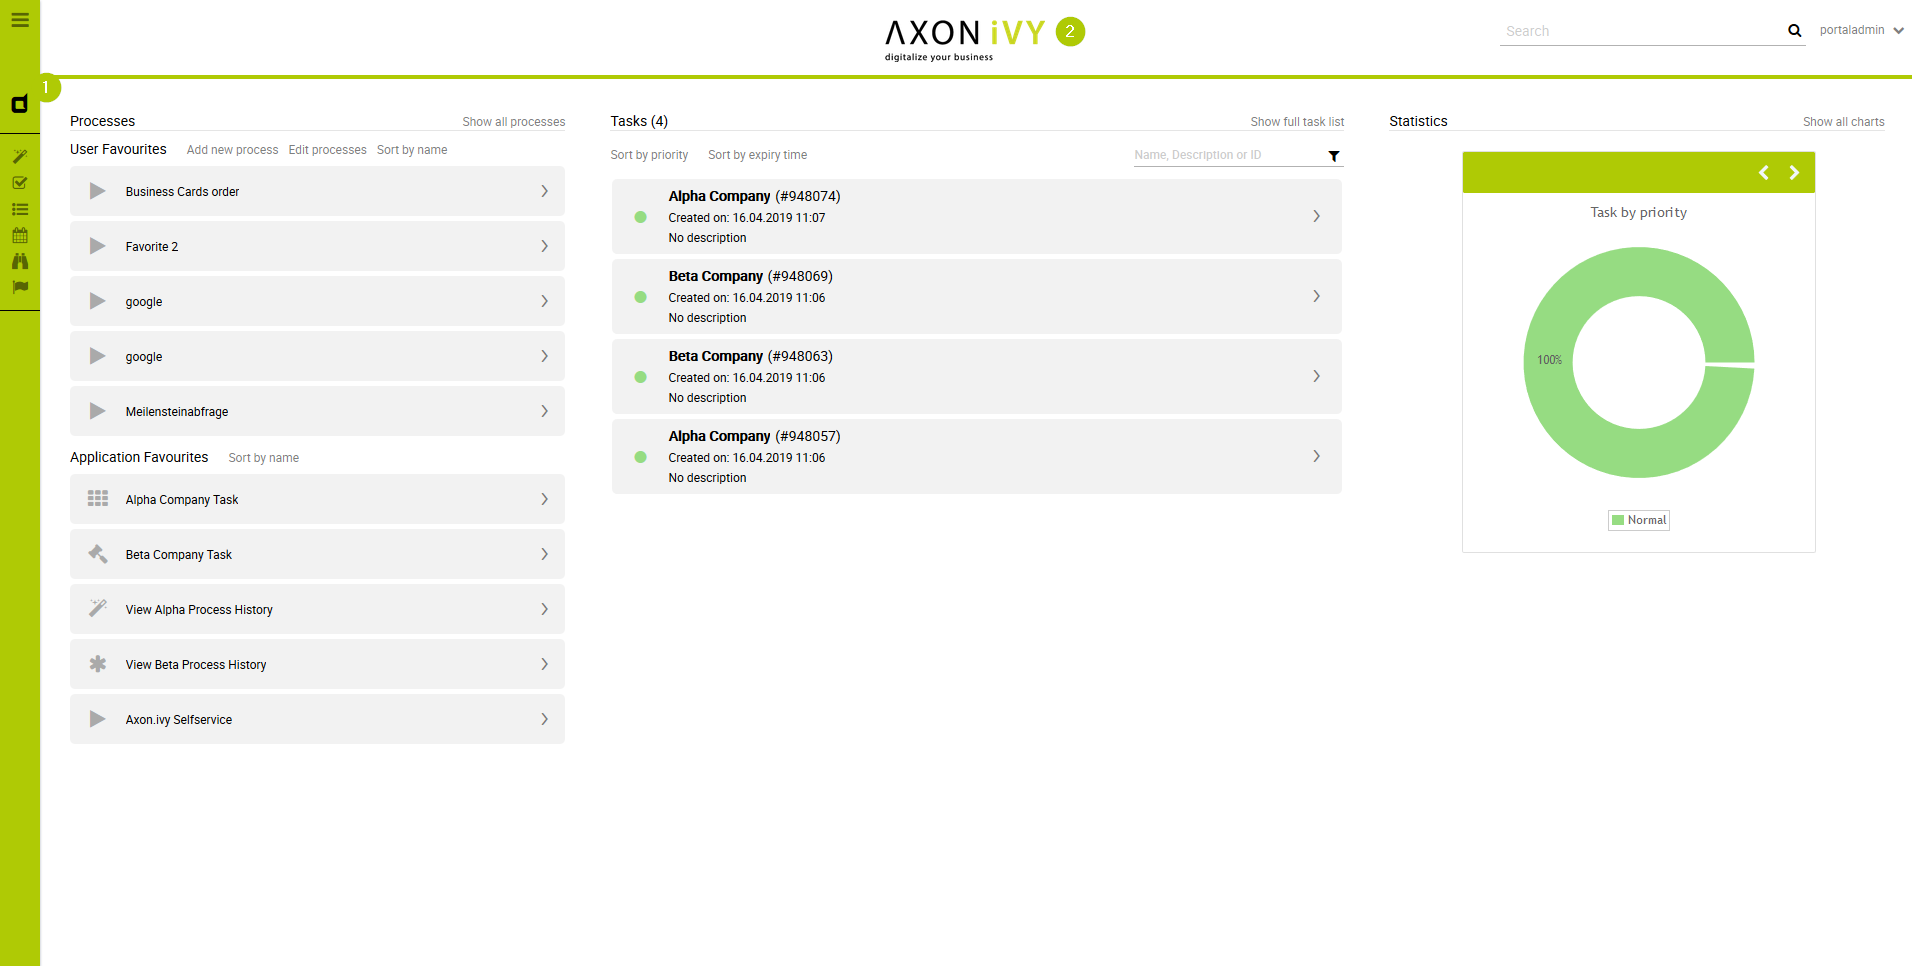 AXON iVY 2
digitalize your business
Search
portaladmin
1
Processes
Show all processes
User Favourites
Add new process
Edit processes
Sort by name
Business Cards order
Favorite 2
google
google
Meilensteinabfrage
Application Favourites
Sort by name
Alpha Company Task
Beta Company Task
View Alpha Process History
View Beta Process History
Axon.ivy Selfservice
Tasks (4)
Show full task list
Sort by priority
Sort by expiry time
Name, Description or ID
Alpha Company (#948074)
Created on: 16.04.2019 11:07
No description
Beta Company (#948069)
Created on: 16.04.2019 11:06
No description
Beta Company (#948063)
Created on: 16.04.2019 11:06
No description
Alpha Company (#948057)
Created on: 16.04.2019 11:06
No description
Statistics
Show all charts
Task by priority
100%
Normal